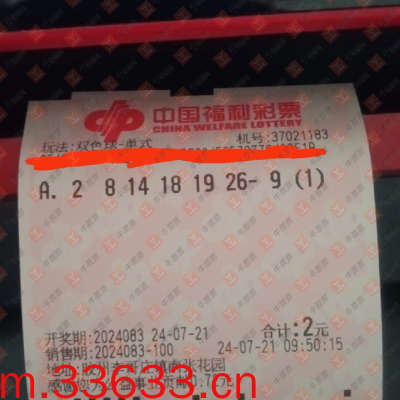 中国福利彩票
CHINA WELFARE LOTTERY
玩法:双色球-单式 机号:37021183
A. 2 8 14 18 19 26- 9 (1)
开奖期:2024083 24-07-21 合计:2元
销售期:2024083-100 24-07-21 09:50:15
m.33633.cn